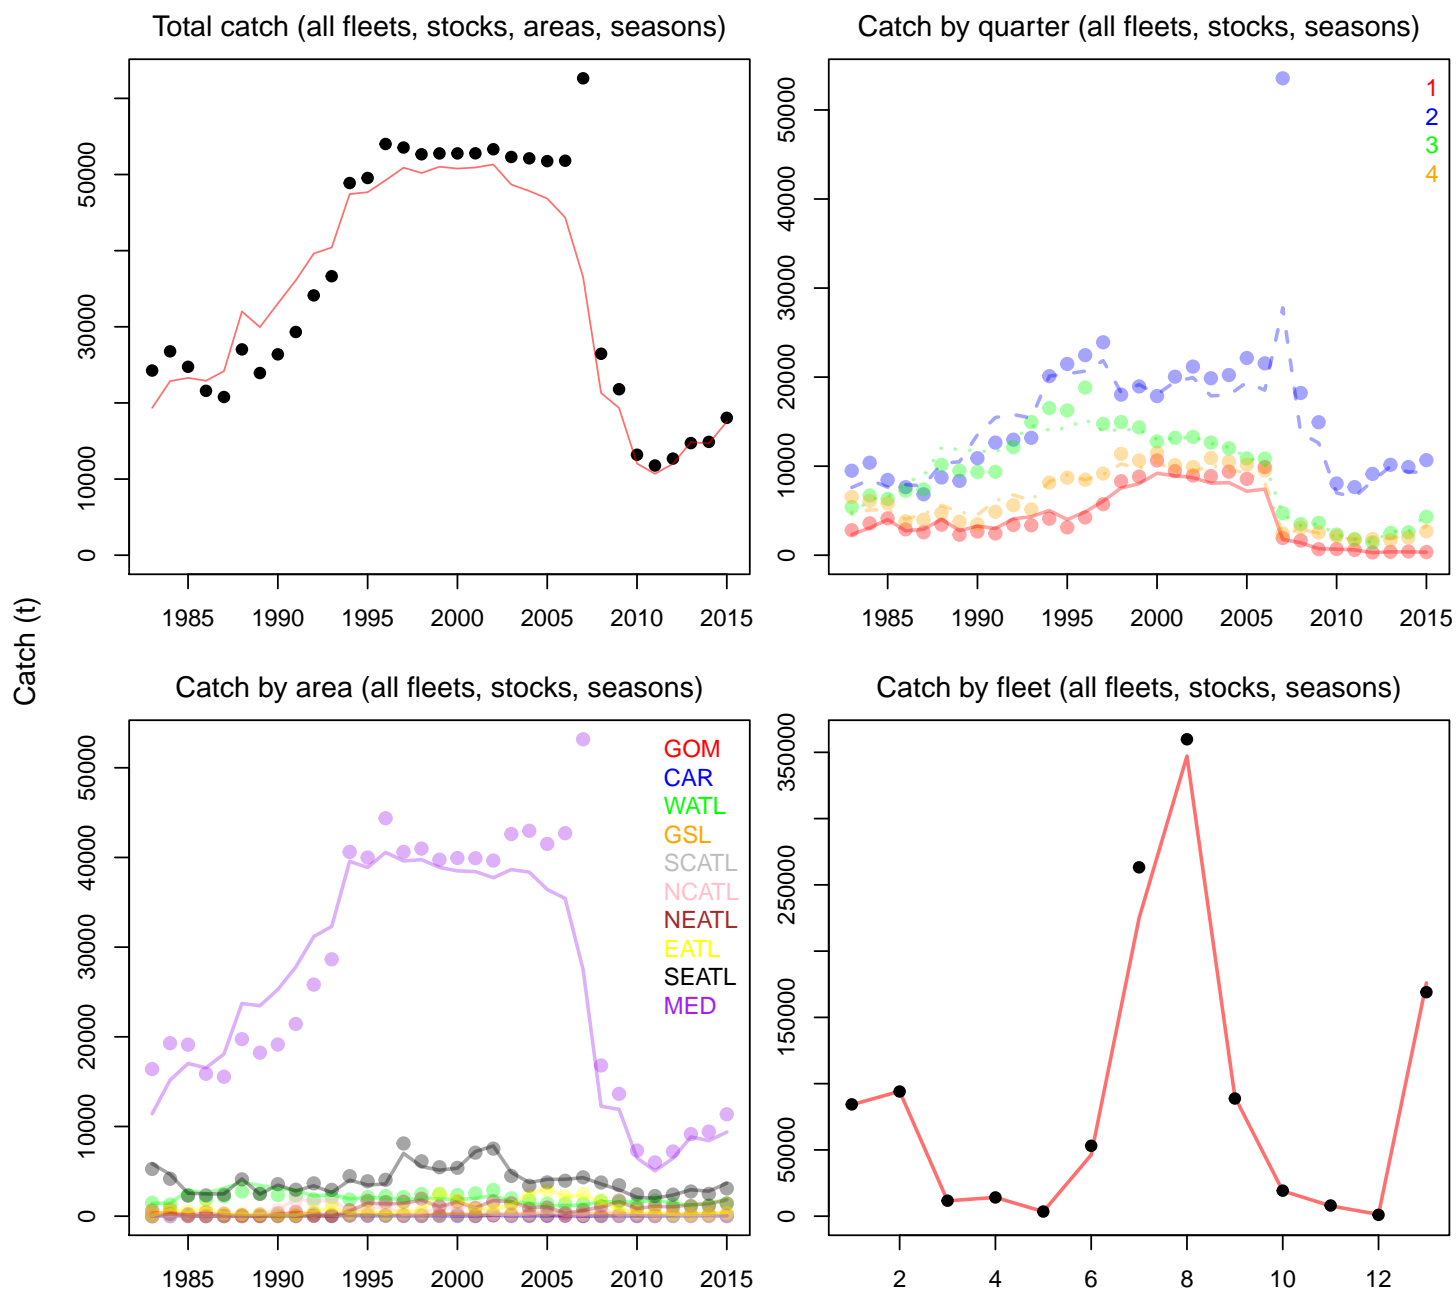 Total catch (all fleets, stocks, areas, seasons)
0
10000
30000
50000
1985 1990 1995 2000 2005 2010 2015
Catch by quarter (all fleets, stocks, seasons)
0
10000
20000
30000
40000
50000
1
2
3
4
1985 1990 1995 2000 2005 2010 2015
Catch (t)
Catch by area (all fleets, stocks, seasons)
0
10000
20000
30000
40000
50000
GOM
CAR
WATL
GSL
SCATL
NCATL
NEATL
EATL
SEATL
MED
1985 1990 1995 2000 2005 2010 2015
Catch by fleet (all fleets, stocks, seasons)
0
50000
150000
250000
350000
2 4 6 8 10 12